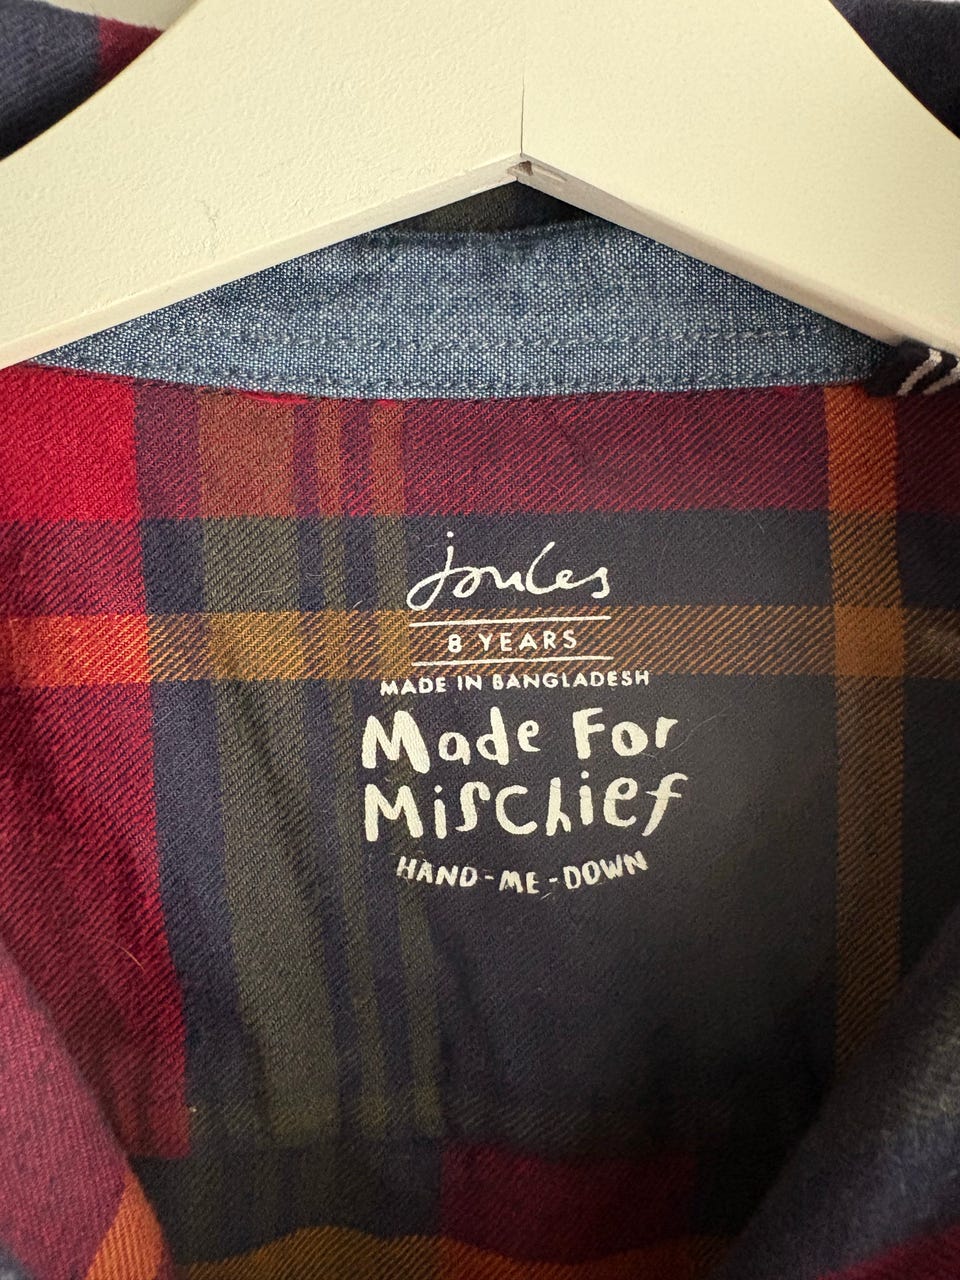 joules
8 YEARS
MADE IN BANGLADESH
Made For
Mischief
HAND-ME-DOWN